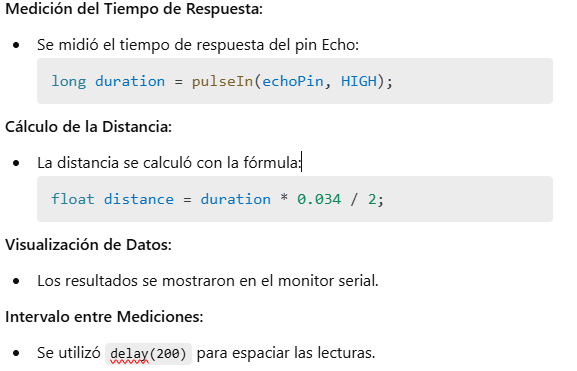 Medición del Tiempo de Respuesta:
• Se midió el tiempo de respuesta del pin Echo:
long duration = pulseIn(echoPin, HIGH);
Cálculo de la Distancia:
• La distancia se calculó con la fórmula:
float distance = duration * 0.034 / 2;
Visualización de Datos:
• Los resultados se mostraron en el monitor serial.
Intervalo entre Mediciones:
• Se utilizó delay(200) para espaciar las lecturas.